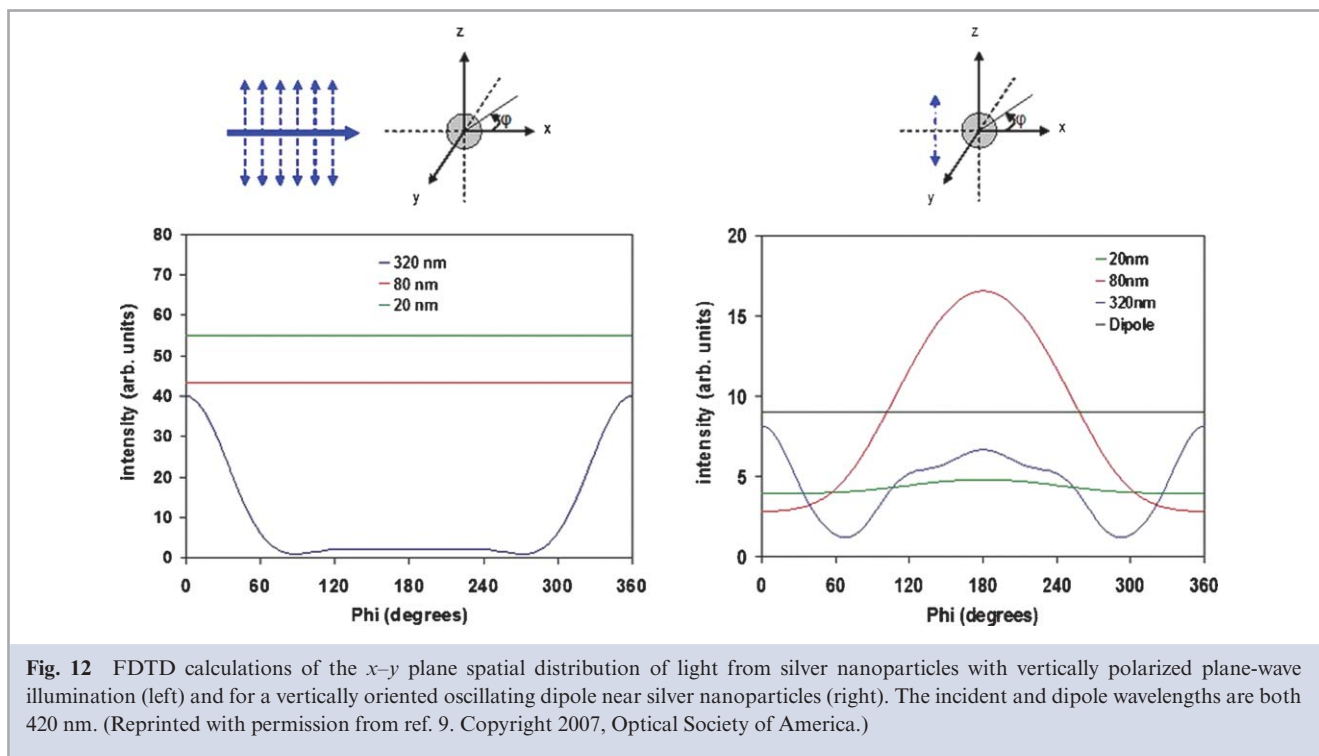 z
φ
x
y
z
φ
x
y
80
70
60
50
40
30
20
10
0
intensity (arb. units)
320 nm
80 nm
20 nm
0 60 120 180 240 300 360
Phi (degrees)
20
15
10
5
0
intensity (arb. units)
20nm
80nm
320nm
Dipole
0 60 120 180 240 300 360
Phi (degrees)
Fig. 12 FDTD calculations of the x–y plane spatial distribution of light from silver nanoparticles with vertically polarized plane-wave
illumination (left) and for a vertically oriented oscillating dipole near silver nanoparticles (right). The incident and dipole wavelengths are both
420 nm. (Reprinted with permission from ref. 9. Copyright 2007, Optical Society of America.)